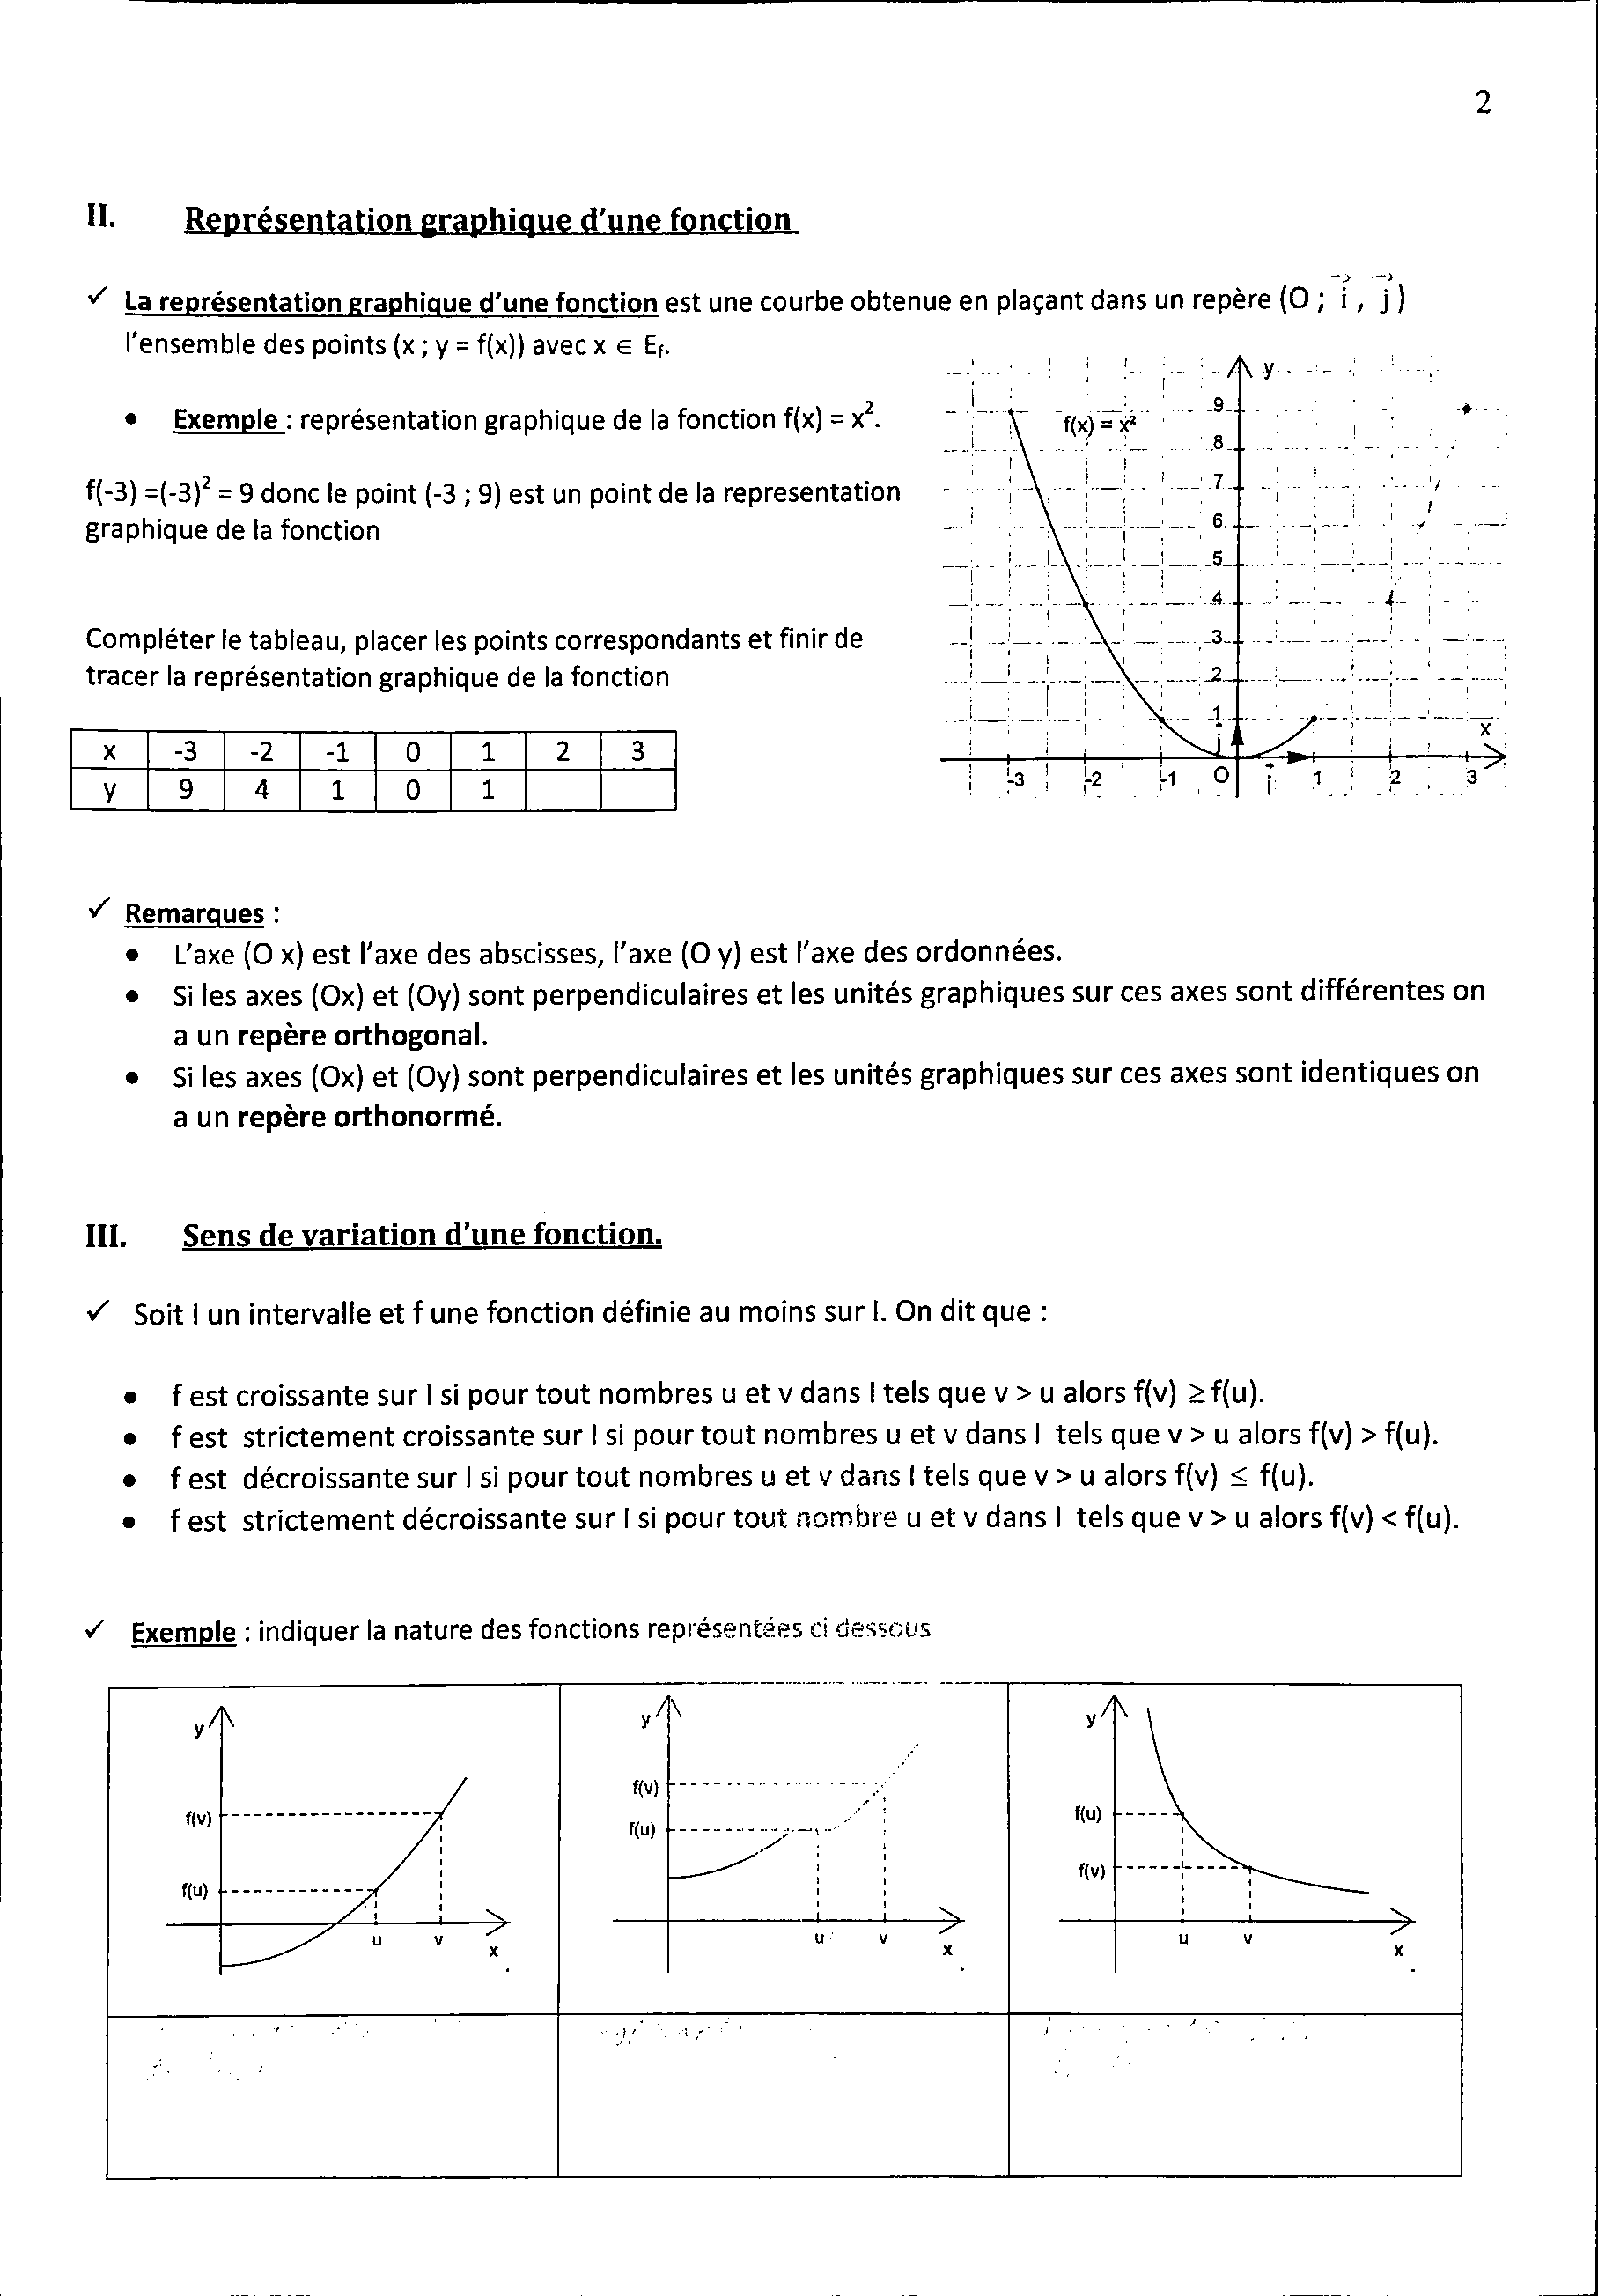 2
II. Représentation graphique d'une fonction
✓ La représentation graphique d'une fonction est une courbe obtenue en plaçant dans un repère (O ; i⃗ , j⃗ )
l'ensemble des points (x ; y = f(x)) avec x ∈ E_f.
• Exemple : représentation graphique de la fonction f(x) = x².
f(-3) =(-3)² = 9 donc le point (-3 ; 9) est un point de la representation
graphique de la fonction
Compléter le tableau, placer les points correspondants et finir de
tracer la représentation graphique de la fonction
x -3 -2 -1 0 1 2 3
y 9 4 1 0 1
y
f(x) = x²
9
8
7
6
5
4
3
2
1
j
x
-3 -2 -1 O i⃗ 1 2 3
✓ Remarques :
• L'axe (O x) est l'axe des abscisses, l'axe (O y) est l'axe des ordonnées.
• Si les axes (Ox) et (Oy) sont perpendiculaires et les unités graphiques sur ces axes sont différentes on
a un repère orthogonal.
• Si les axes (Ox) et (Oy) sont perpendiculaires et les unités graphiques sur ces axes sont identiques on
a un repère orthonormé.
III. Sens de variation d'une fonction.
✓ Soit I un intervalle et f une fonction définie au moins sur I. On dit que :
• f est croissante sur I si pour tout nombres u et v dans I tels que v > u alors f(v) ≥ f(u).
• f est strictement croissante sur I si pour tout nombres u et v dans I tels que v > u alors f(v) > f(u).
• f est décroissante sur I si pour tout nombres u et v dans I tels que v > u alors f(v) ≤ f(u).
• f est strictement décroissante sur I si pour tout nombre u et v dans I tels que v > u alors f(v) < f(u).
✓ Exemple : indiquer la nature des fonctions représentées ci dessous
y
f(v)
f(u)
u v
x
y
f(v)
f(u)
u v
x
y
f(u)
f(v)
u v
x